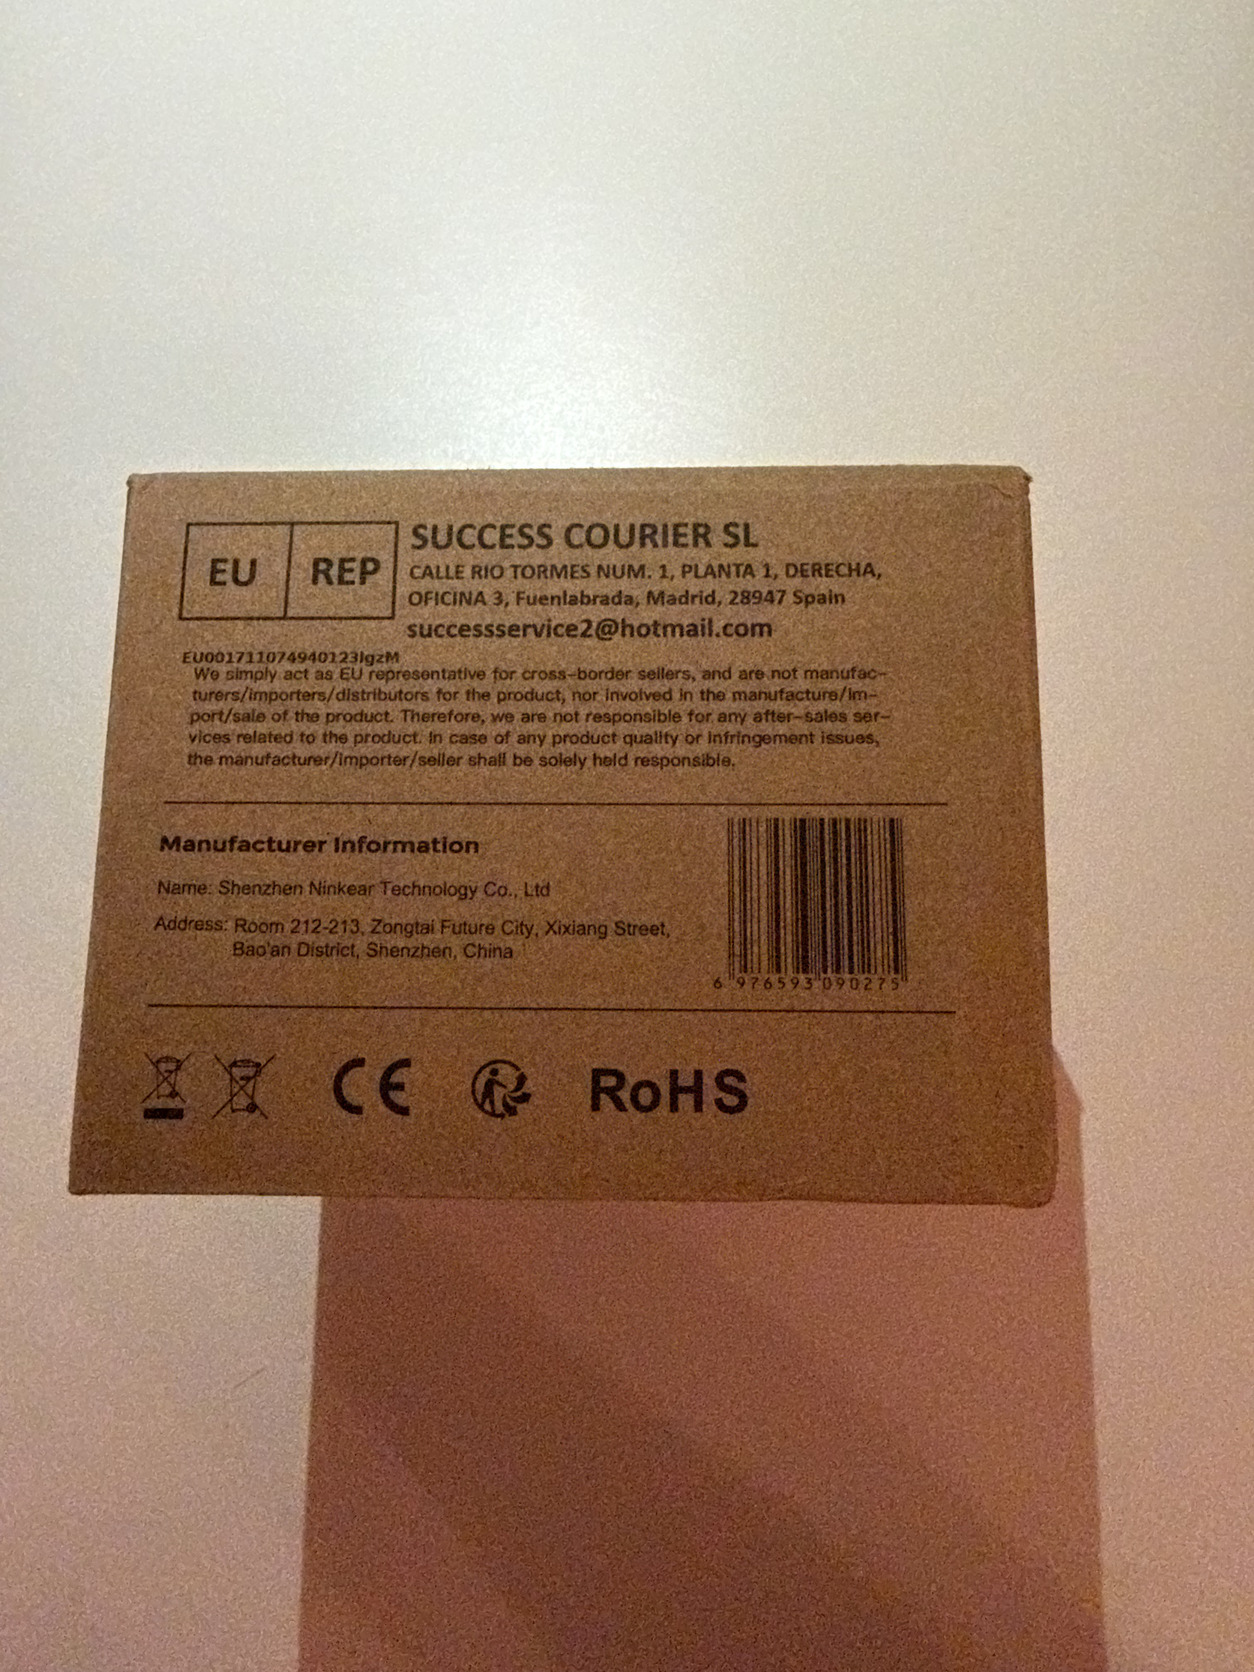 EU REP
SUCCESS COURIER SL
CALLE RIO TORMES NUM. 1, PLANTA 1, DERECHA,
OFICINA 3, Fuenlabrada, Madrid, 28947 Spain
successservice2@hotmail.com
EU001711074940123IgzM
We simply act as EU representative for cross-border sellers, and are not manufac-
turers/importers/distributors for the product, nor involved in the manufacture/im-
port/sale of the product. Therefore, we are not responsible for any after-sales ser-
vices related to the product. In case of any product quality or infringement issues,
the manufacturer/importer/seller shall be solely held responsible.
Manufacturer Information
Name: Shenzhen Ninkear Technology Co., Ltd
Address: Room 212-213, Zongtai Future City, Xixiang Street,
Bao'an District, Shenzhen, China
6 976593 090275
CE RoHS